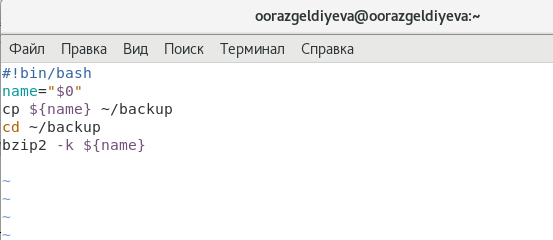 oorazgeldiyeva@oorazgeldiyeva:~
Файл Правка Вид Поиск Терминал Справка
#!bin/bash
name="$0"
cp ${name} ~/backup
cd ~/backup
bzip2 -k ${name}
~
~
~
~